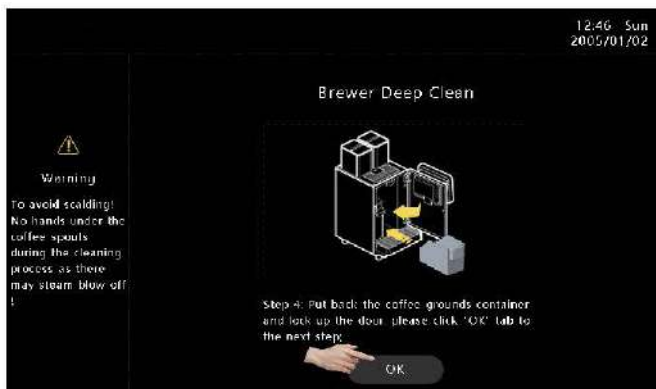 12:46 Sun
2005/01/02
Brewer Deep Clean
Warning
To avoid scalding!
No hands under the
coffee spouts
during the cleaning
process as there
may steam blow off
!
Step 4: Put back the coffee grounds container
and lock up the door, please click "OK" tab to
the next step;
OK